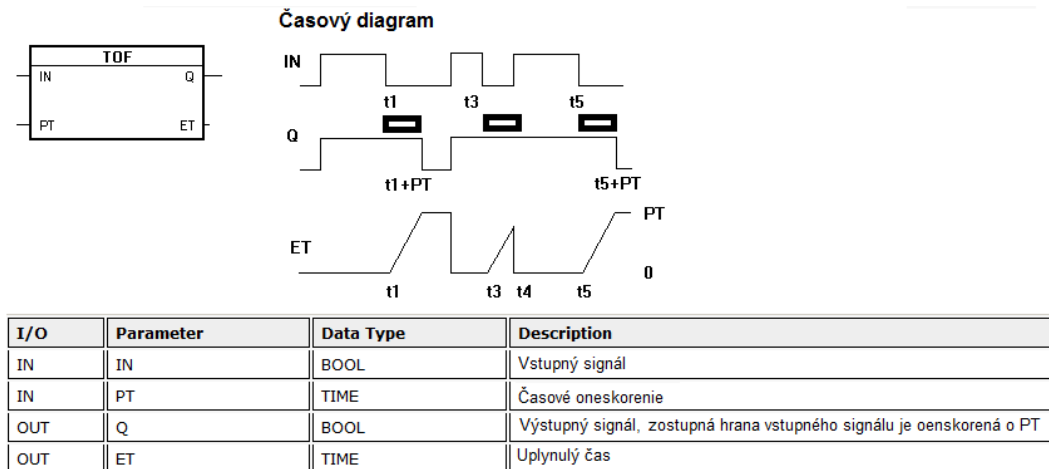 Časový diagram
TOF
IN Q
PT ET
IN
t1 t3 t5
Q
t1+PT t5+PT
PT
ET
0
t1 t3 t4 t5
I/O Parameter Data Type Description
IN IN BOOL Vstupný signál
IN PT TIME Časové oneskorenie
OUT Q BOOL Výstupný signál, zostupná hrana vstupného signálu je oenskorená o PT
OUT ET TIME Uplynulý čas